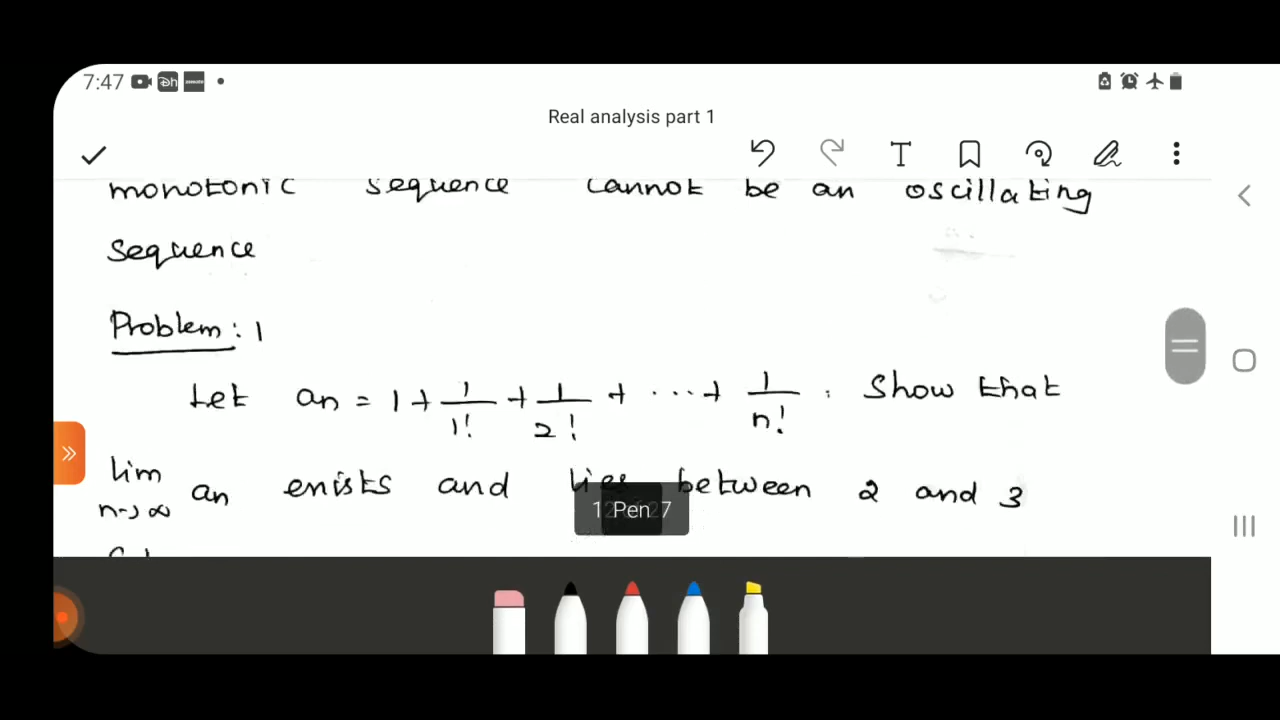 7:47
Real analysis part 1
monotonic sequence cannot be an oscillating
sequence
Problem : 1
Let an = 1 + 1/1! + 1/2! + ... + 1/n! . Show that
lim n→∞ an exists and lies between 2 and 3
Pen